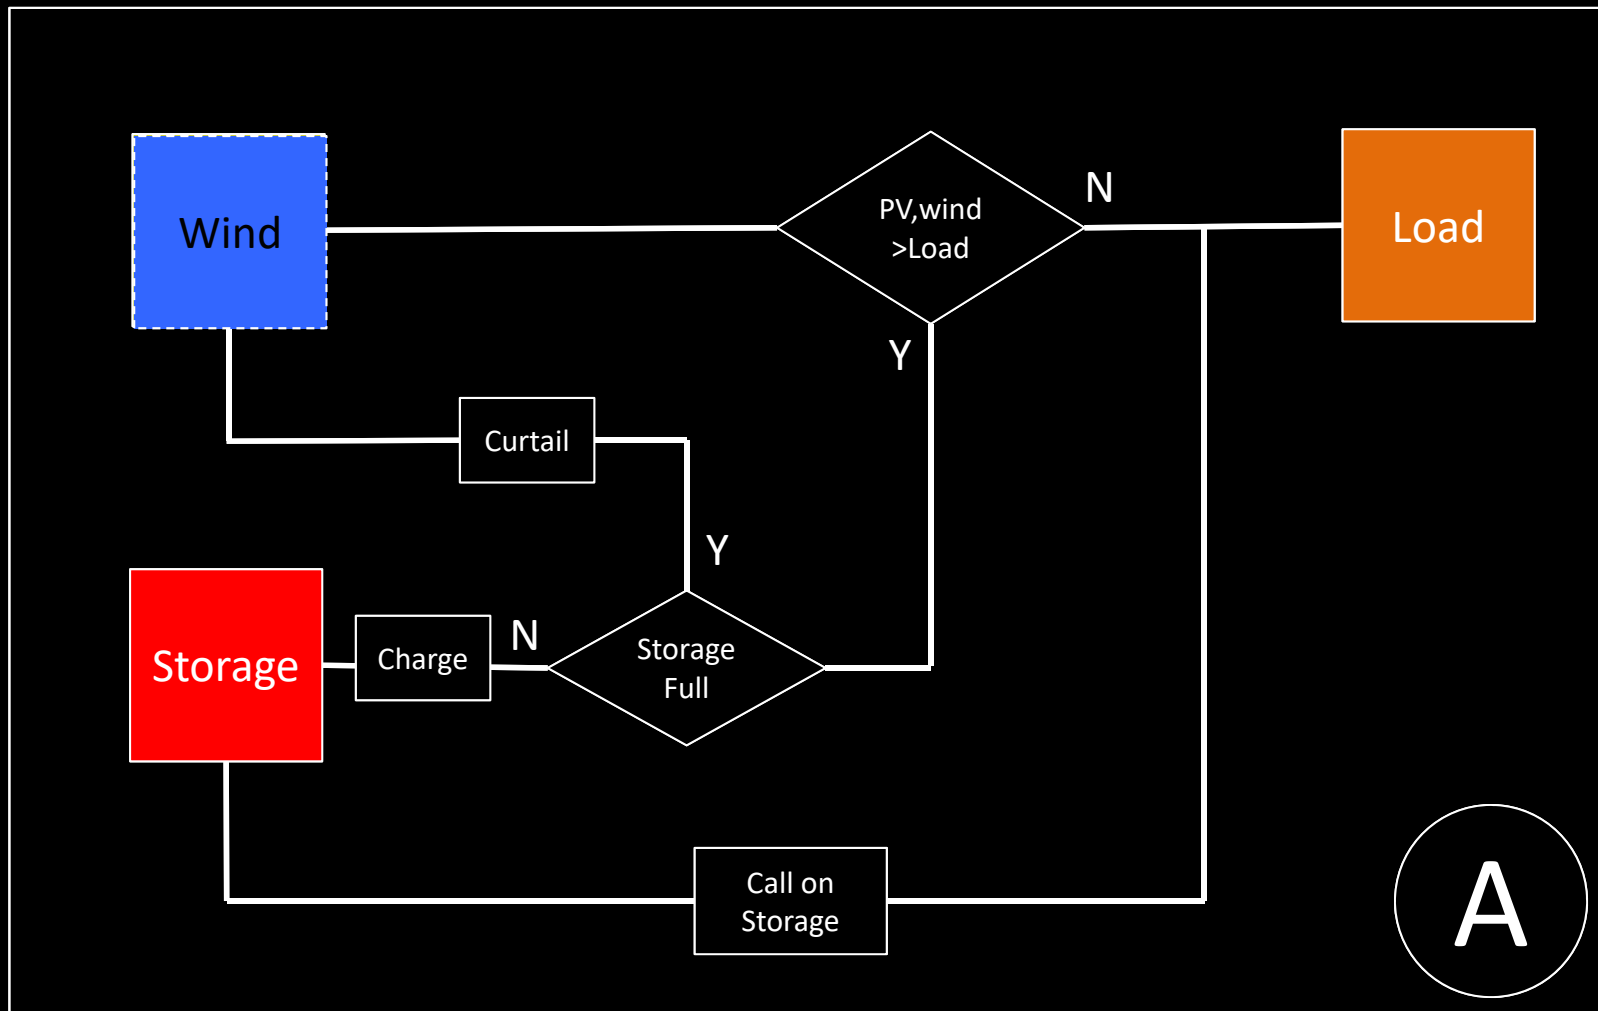 Wind
PV,wind
>Load
N
Load
Y
Curtail
Y
Storage
Charge
N
Storage
Full
Call on
Storage
A